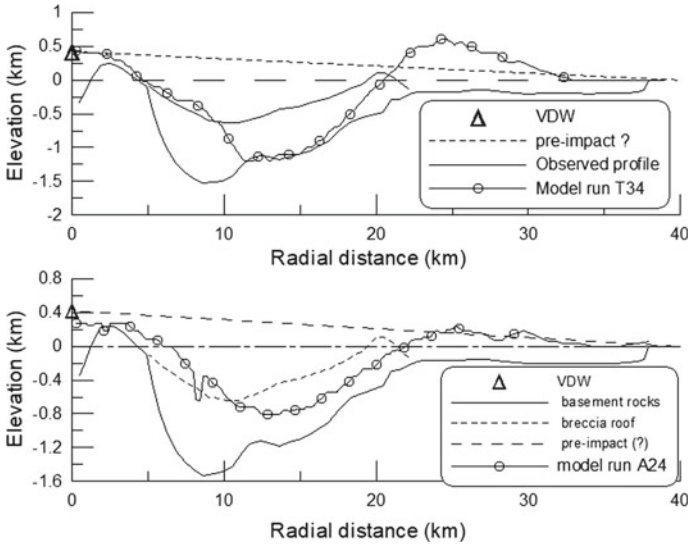 1
0.5
0
-0.5
-1
-1.5
-2
Elevation (km)
VDW
pre-impact ?
Observed profile
Model run T34
0 10 20 30 40
Radial distance (km)
0.8
0.4
0
-0.4
-0.8
-1.2
-1.6
Elevation (km)
VDW
VDW
basement rocks
breccia roof
pre-impact (?)
model run A24
0 10 20 30 40
Radial distance (km)